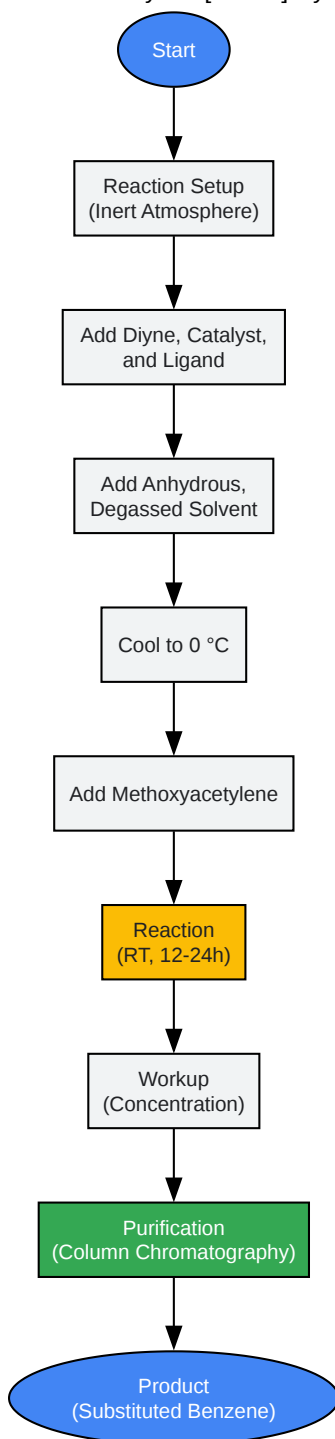 Start
Reaction Setup
(Inert Atmosphere)
Add Diyne, Catalyst,
and Ligand
Add Anhydrous,
Degassed Solvent
Cool to 0 °C
Add Methoxyacetylene
Reaction
(RT, 12-24h)
Workup
(Concentration)
Purification
(Column Chromatography)
Product
(Substituted Benzene)